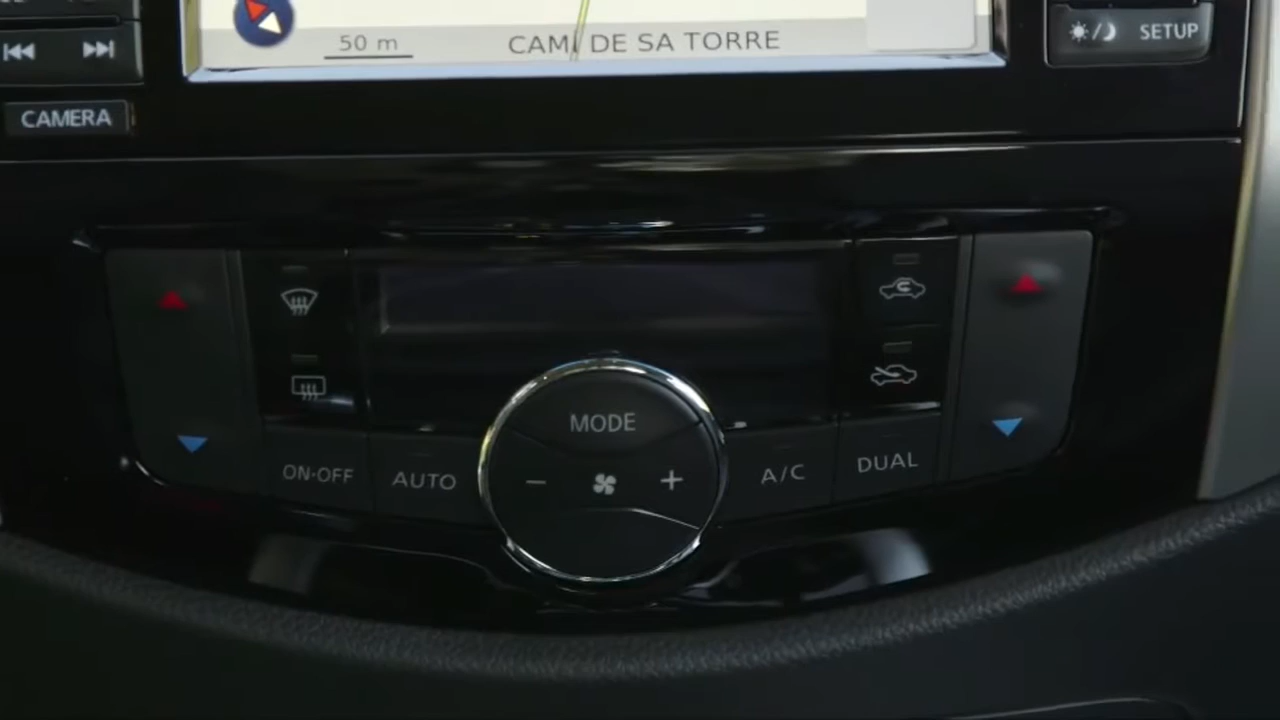 50 m
CAMI DE SA TORRE
SETUP
CAMERA
MODE
ON·OFF
AUTO
- +
A/C
DUAL